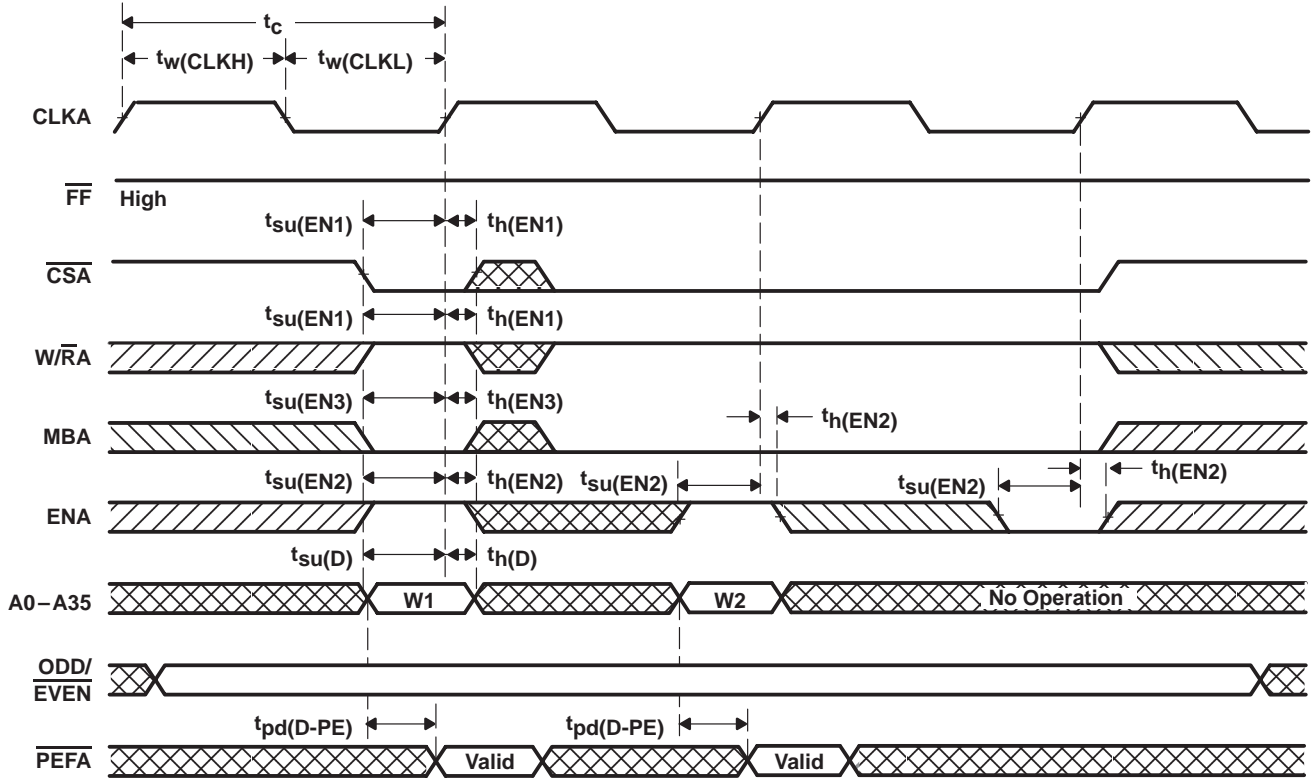 tc
tw(CLKH) tw(CLKL)
CLKA
FF High
tsu(EN1) th(EN1)
CSA
tsu(EN1) th(EN1)
W/RA
tsu(EN3) th(EN3)
th(EN2)
MBA
tsu(EN2) th(EN2) tsu(EN2) tsu(EN2) th(EN2)
ENA
tsu(D) th(D)
A0–A35 W1 W2 No Operation
ODD/
EVEN
tpd(D-PE) tpd(D-PE)
PEFA Valid Valid